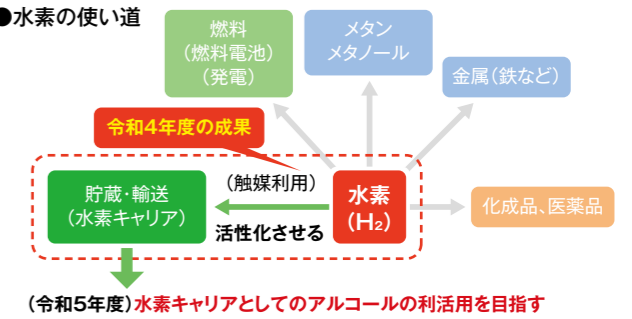 ●水素の使い道
燃料
(燃料電池)
(発電)
メタン
メタノール
金属(鉄など)
令和4年度の成果
貯蔵・輸送
(水素キャリア)
(触媒利用)
活性化させる
水素
(H₂)
化成品、医薬品
(令和5年度)水素キャリアとしてのアルコールの利活用を目指す